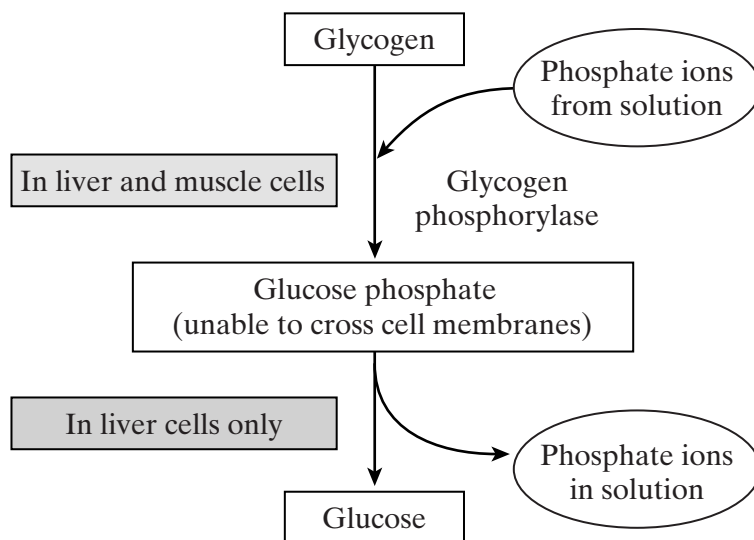 Glycogen
Phosphate ions
from solution
In liver and muscle cells
Glycogen
phosphorylase
Glucose phosphate
(unable to cross cell membranes)
In liver cells only
Phosphate ions
in solution
Glucose